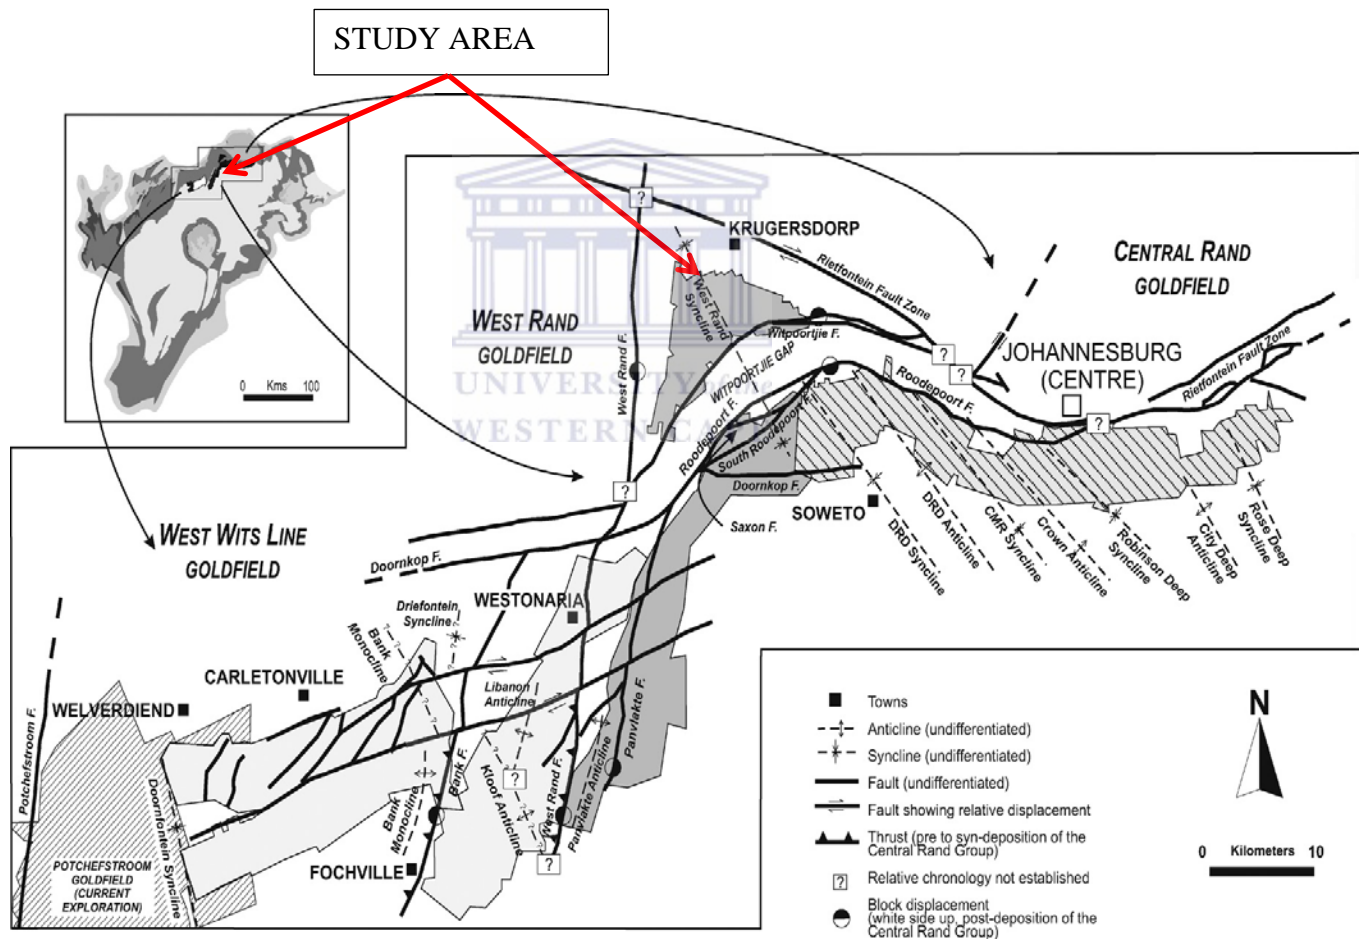 STUDY AREA
0 Kms 100
KRUGERSDORP
CENTRAL RAND
GOLDFIELD
Rietfontein Fault Zone
West Rand
Syncline
WEST RAND
GOLDFIELD
West Rand F.
Witpoortjie F.
WITPOORTJIE GAP
JOHANNESBURG
(CENTRE)
Rietfontein Fault Zone
UNIVERSITY of the
WESTERN CAPE
Roodepoort F.
Roodepoort F.
South Roodepoort F.
Doornkop F.
SOWETO
Saxon F.
DRD Syncline
DRD Anticline
CMR Syncline
Crown Anticline
Robinson Deep
Syncline
City Deep
Anticline
Rose Deep
Syncline
WEST WITS LINE
GOLDFIELD
Doornkop F.
WESTONARIA
Driefontein
Syncline
Bank
Monocline
CARLETONVILLE
Libanon
Anticline
WELVERDIEND
Potchefstroom F.
Doornfontein Syncline
Bank
Monocline
Bank F.
Kloof Anticline
West Rand F.
Panvlakte Anticline
Panvlakte F.
FOCHVILLE
POTCHEFSTROOM
GOLDFIELD
(CURRENT
EXPLORATION)
Towns
Anticline (undifferentiated)
Syncline (undifferentiated)
Fault (undifferentiated)
Fault showing relative displacement
Thrust (pre to syn-deposition of the
Central Rand Group)
? Relative chronology not established
Block displacement
(white side up, post-deposition of the
Central Rand Group)
N
0 Kilometers 10